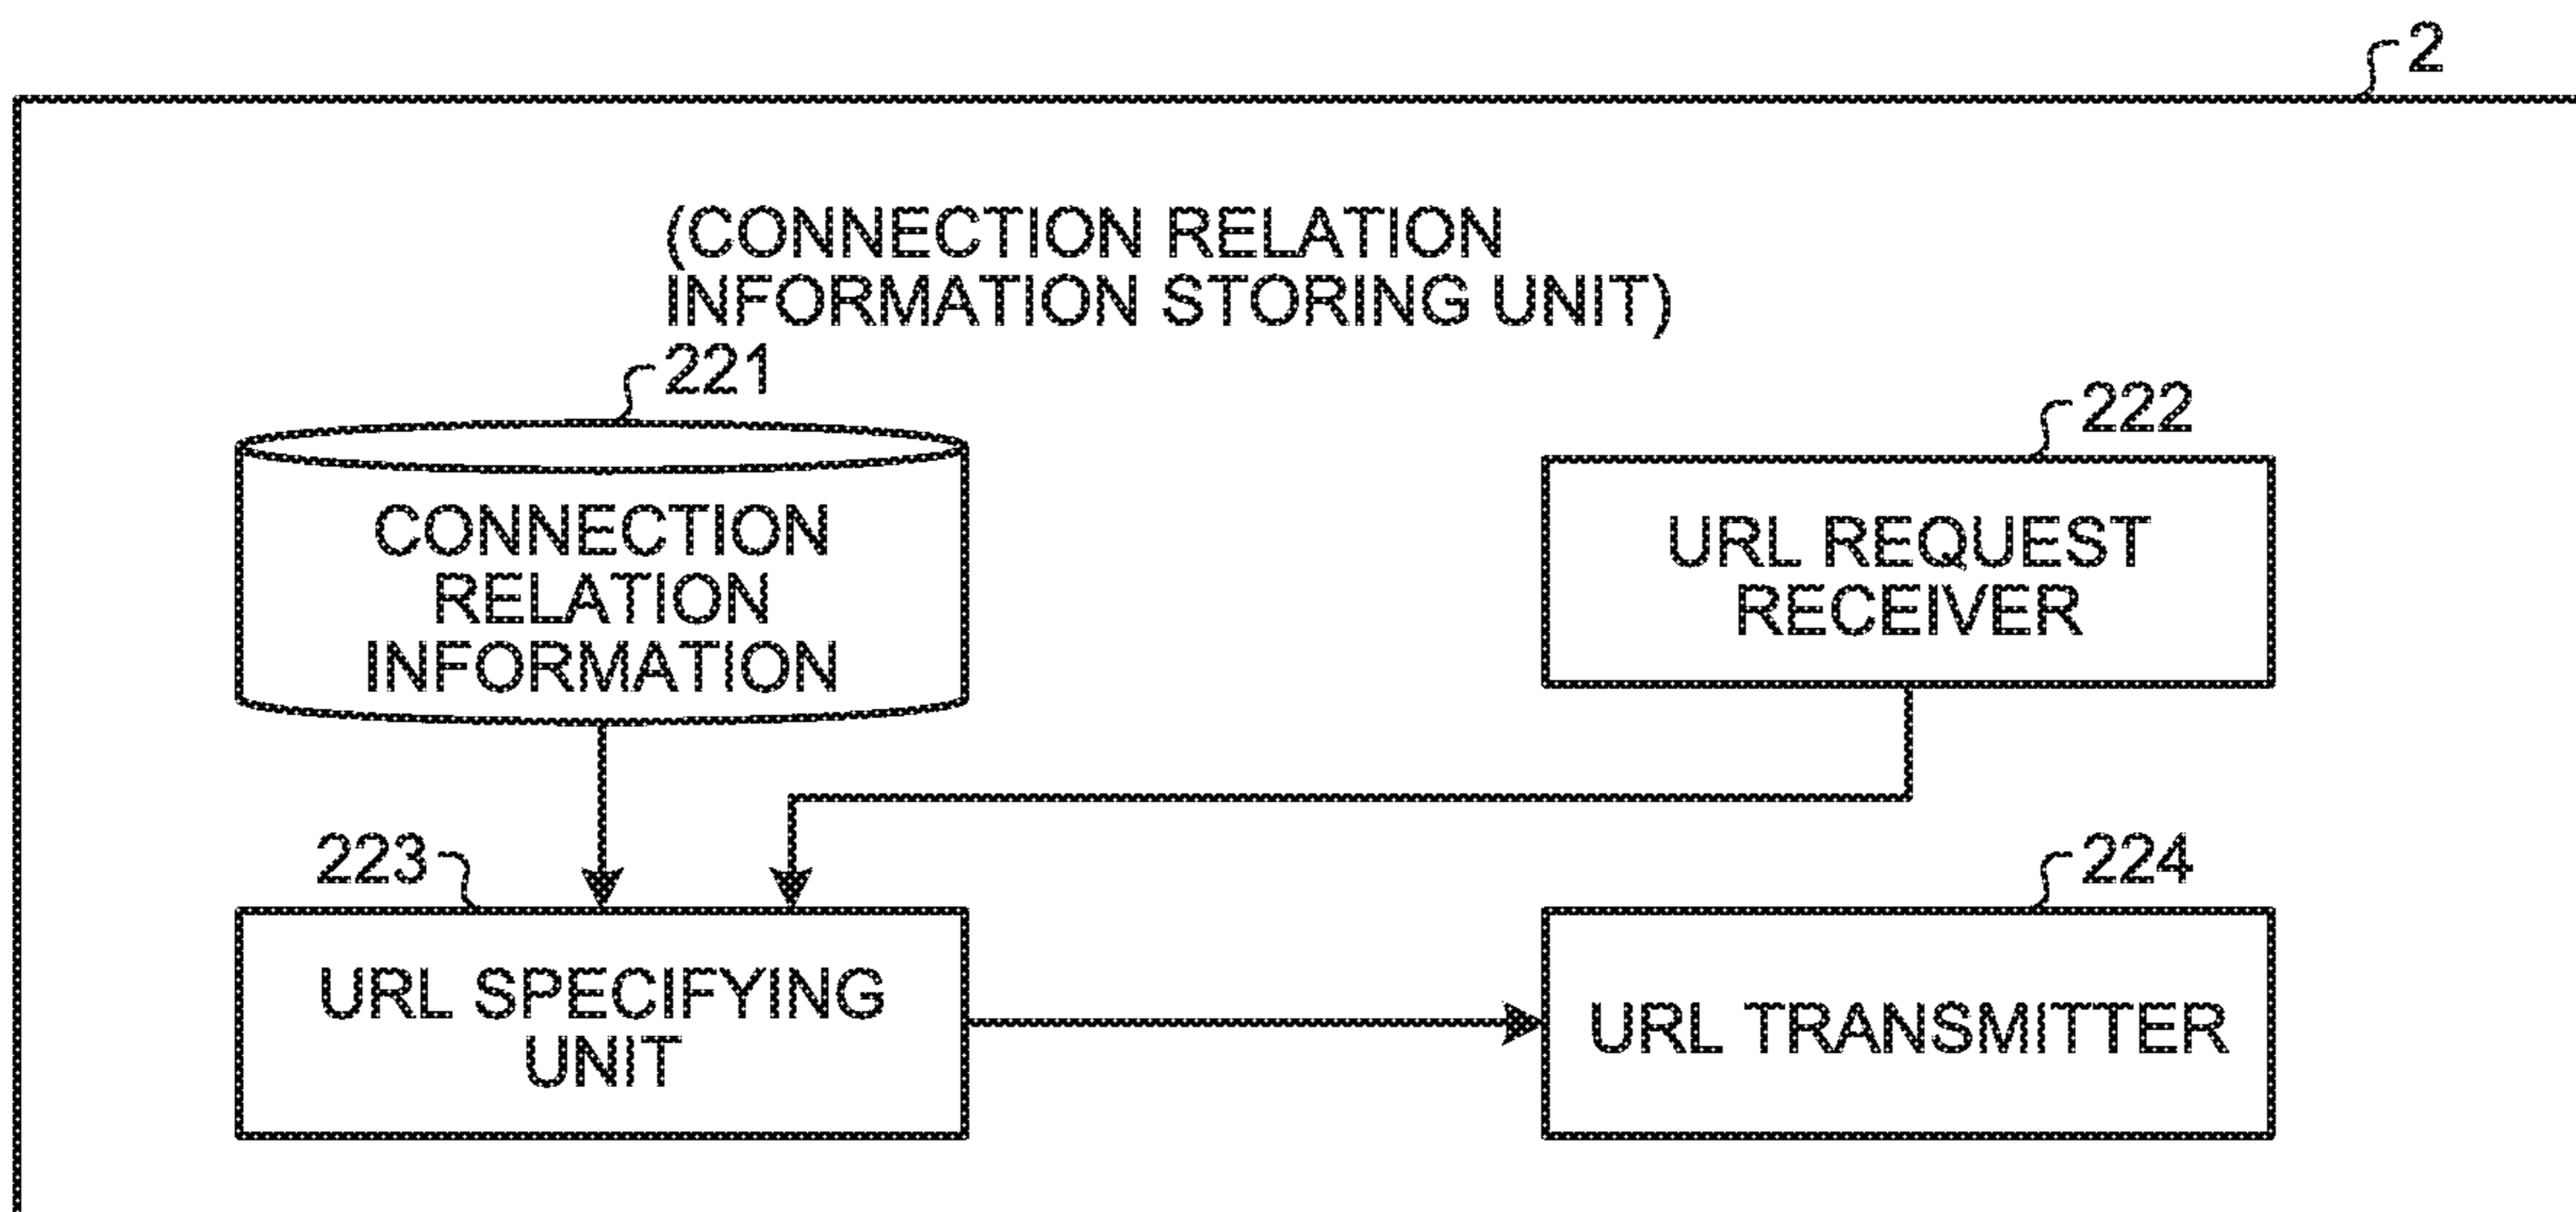 2
(CONNECTION RELATION
INFORMATION STORING UNIT)
221
CONNECTION
RELATION
INFORMATION
222
URL REQUEST
RECEIVER
223
URL SPECIFYING
UNIT
224
URL TRANSMITTER